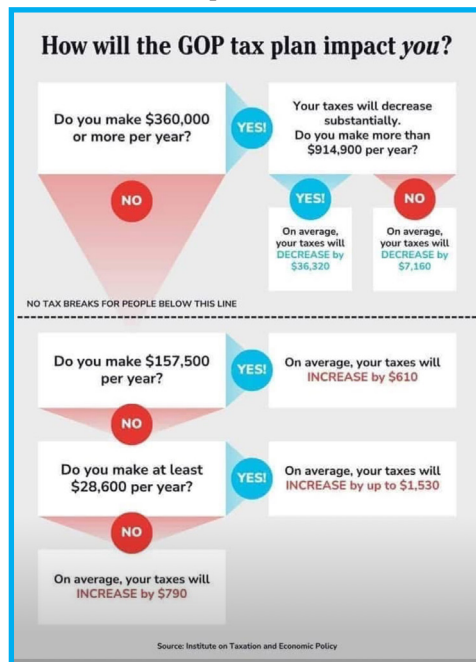 How will the GOP tax plan impact you?
Do you make $360,000
or more per year?
YES!
Your taxes will decrease
substantially.
Do you make more than
$914,900 per year?
NO
YES!
NO
On average,
your taxes will
DECREASE by
$36,320
On average,
your taxes will
DECREASE by
$7,160
NO TAX BREAKS FOR PEOPLE BELOW THIS LINE
Do you make $157,500
per year?
YES!
On average, your taxes will
INCREASE by $610
NO
Do you make at least
$28,600 per year?
YES!
On average, your taxes will
INCREASE by up to $1,530
NO
On average, your taxes will
INCREASE by $790
Source: Institute on Taxation and Economic Policy